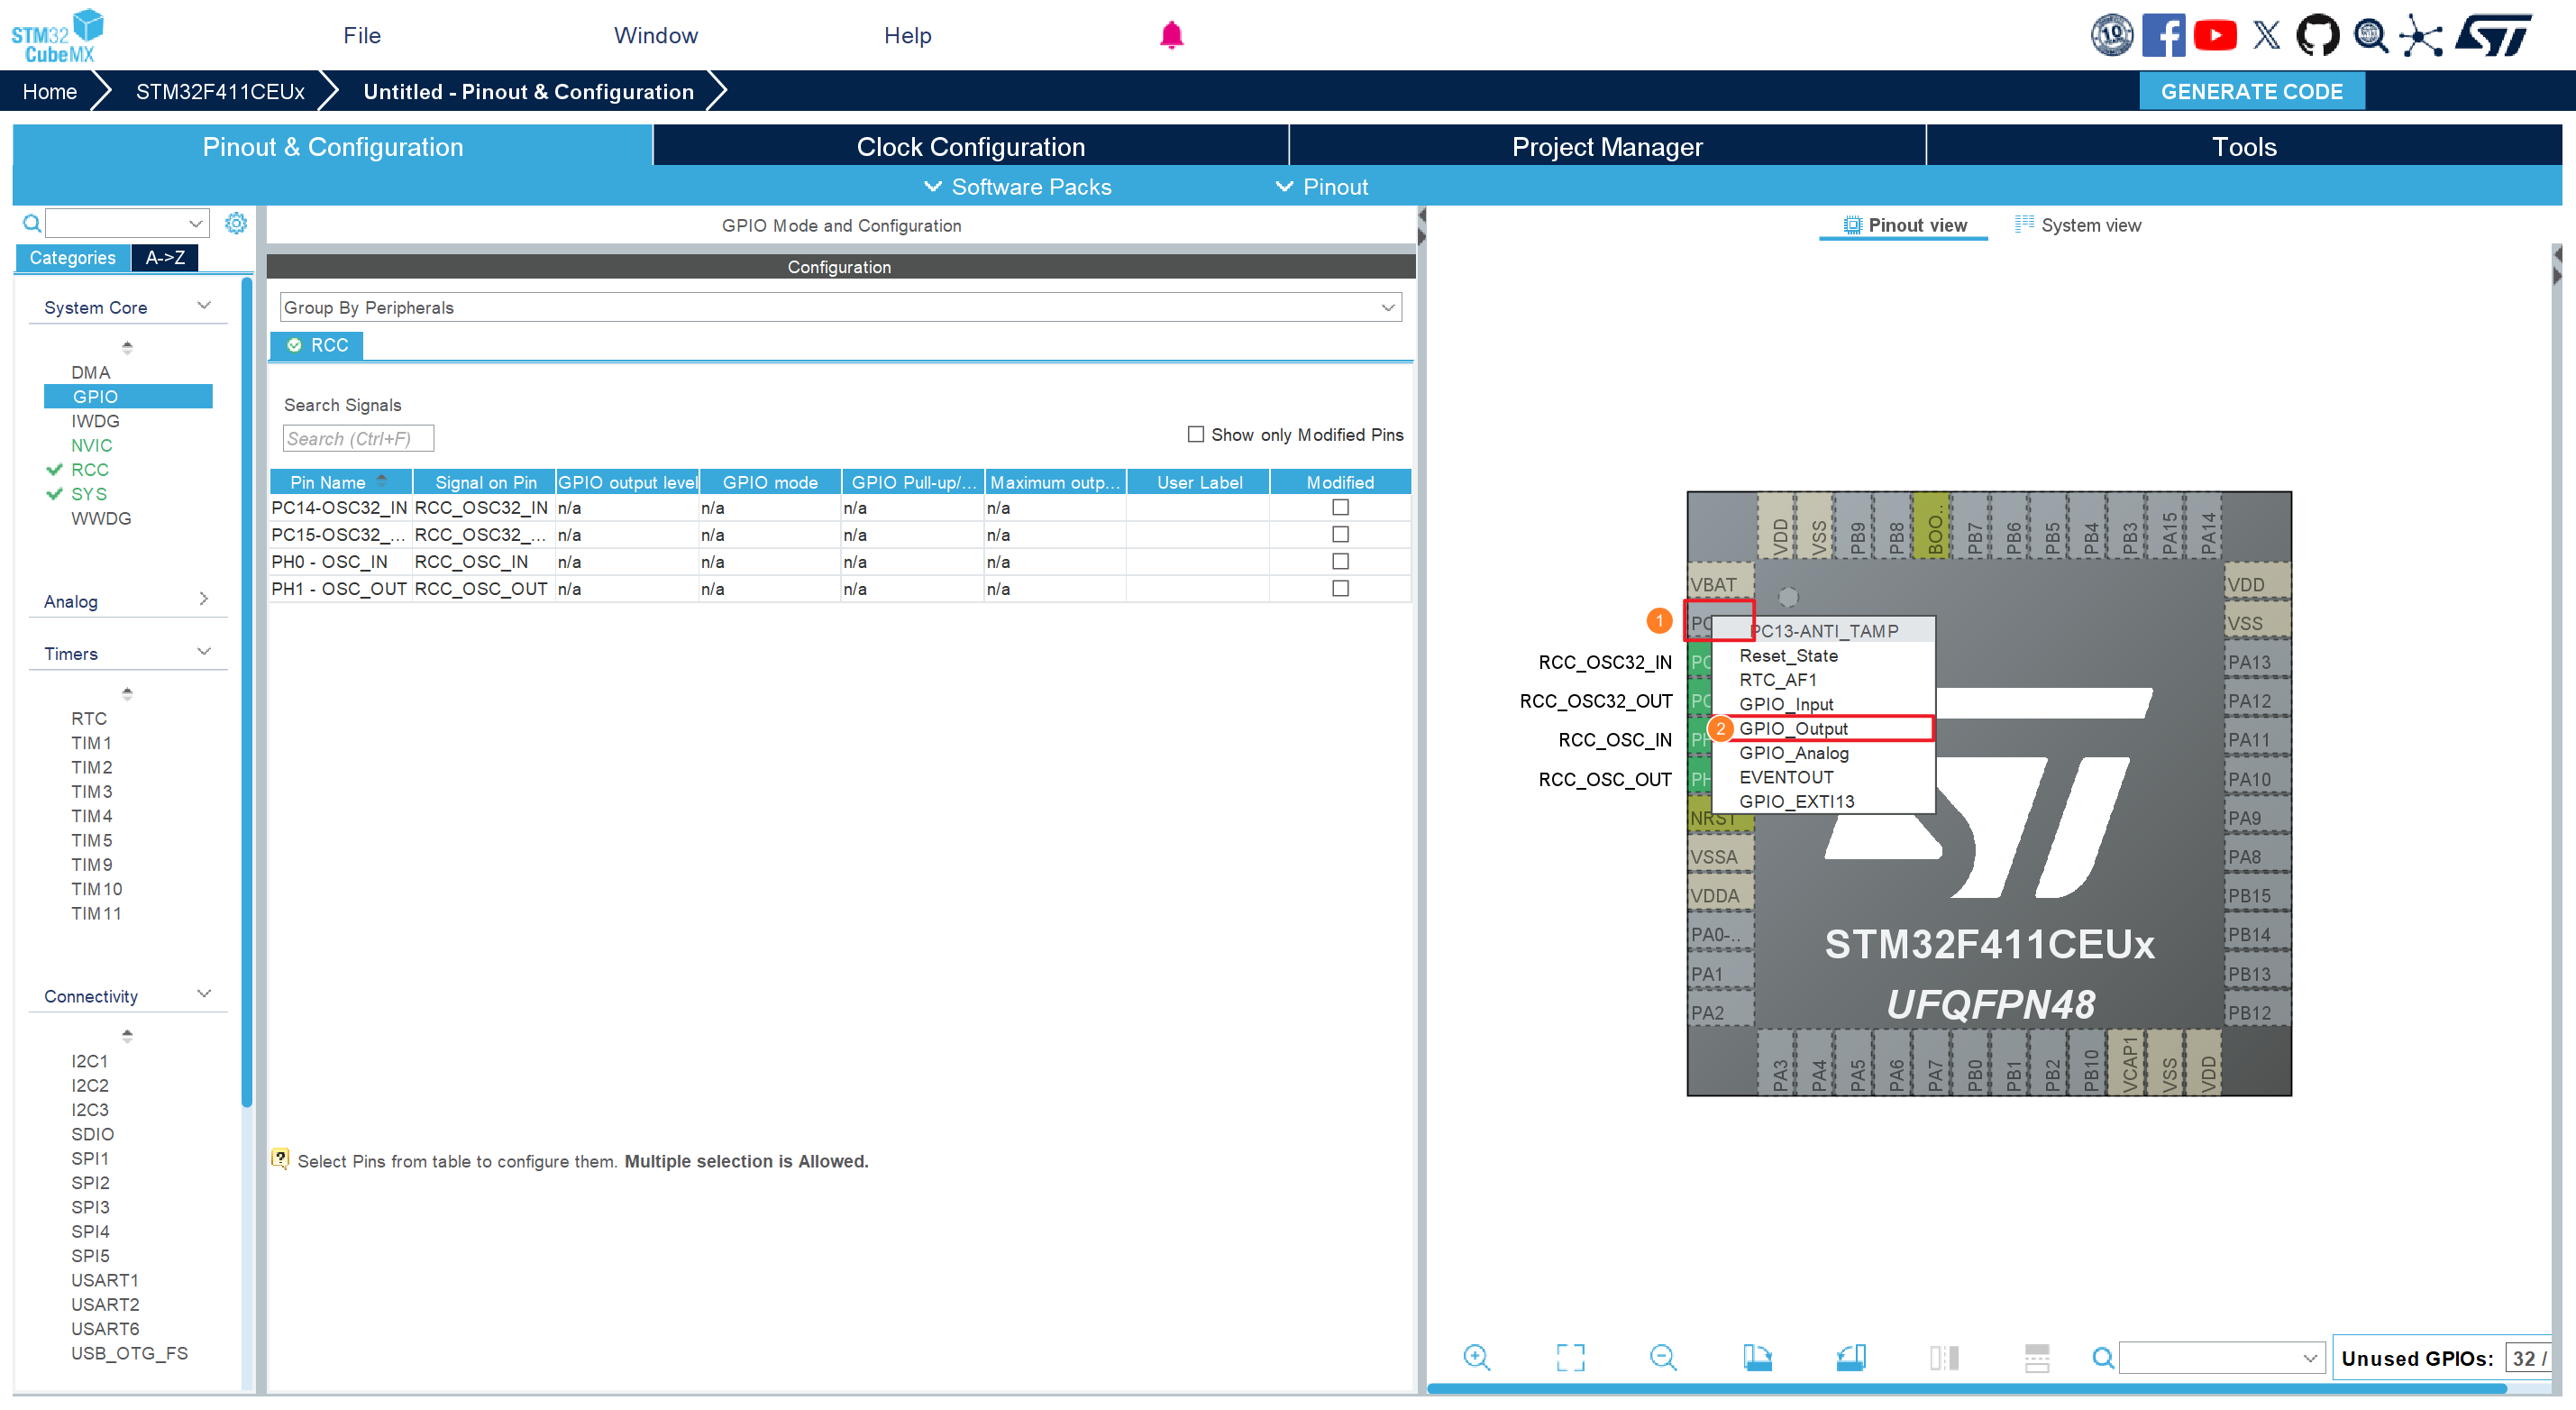 STM32
CubeMX
File
Window
Help
10
Home
STM32F411CEUx
Untitled - Pinout & Configuration
GENERATE CODE
Pinout & Configuration
Clock Configuration
Project Manager
Tools
Software Packs
Pinout
Categories
A->Z
System Core
DMA
GPIO
IWDG
NVIC
RCC
SYS
WWDG
Analog
Timers
RTC
TIM1
TIM2
TIM3
TIM4
TIM5
TIM9
TIM10
TIM11
Connectivity
I2C1
I2C2
I2C3
SDIO
SPI1
SPI2
SPI3
SPI4
SPI5
USART1
USART2
USART6
USB_OTG_FS
GPIO Mode and Configuration
Configuration
Group By Peripherals
RCC
Search Signals
Search (Ctrl+F)
Show only Modified Pins
Pin Name Signal on Pin GPIO output level GPIO mode GPIO Pull-up/... Maximum outp... User Label Modified
PC14-OSC32_IN RCC_OSC32_IN n/a n/a n/a n/a
PC15-OSC32_... RCC_OSC32_... n/a n/a n/a n/a
PH0 - OSC_IN RCC_OSC_IN n/a n/a n/a n/a
PH1 - OSC_OUT RCC_OSC_OUT n/a n/a n/a n/a
Select Pins from table to configure them. Multiple selection is Allowed.
Pinout view
System view
VDD VSS PB9 PB8 BOO.. PB7 PB6 PB5 PB4 PB3 PA15 PA14
VBAT
1
PC
RCC_OSC32_IN PC
RCC_OSC32_OUT PC
RCC_OSC_IN PH
RCC_OSC_OUT PH
NRST
VSSA
VDDA
PA0-..
PA1
PA2
PC13-ANTI_TAMP
Reset_State
RTC_AF1
GPIO_Input
2 GPIO_Output
GPIO_Analog
EVENTOUT
GPIO_EXTI13
STM32F411CEUx
UFQFPN48
VDD
VSS
PA13
PA12
PA11
PA10
PA9
PA8
PB15
PB14
PB13
PB12
PA3 PA4 PA5 PA6 PA7 PB0 PB1 PB2 PB10 VCAP1 VSS VDD
Unused GPIOs: 32 /